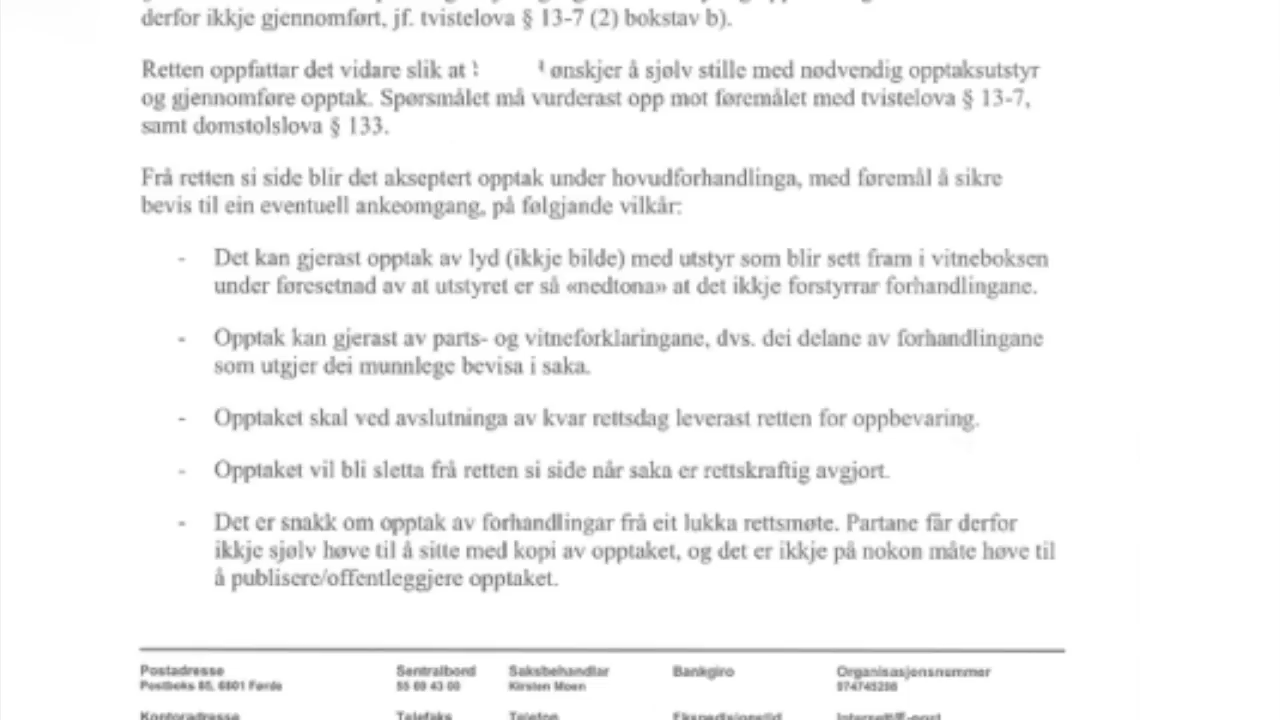 derfor ikkje gjennomført, jf. tvistelova § 13-7 (2) bokstav b).
Retten oppfattar det vidare slik at ønskjer å sjølv stille med nødvendig opptaksutstyr
og gjennomføre opptak. Spørsmålet må vurderast opp mot føremålet med tvistelova § 13-7,
samt domstolslova § 133.
Frå retten si side blir det akseptert opptak under hovudforhandlinga, med føremål å sikre
bevis til ein eventuell ankeomgang, på følgjande vilkår:
- Det kan gjerast opptak av lyd (ikkje bilde) med utstyr som blir sett fram i vitneboksen
under føresetnad av at utstyret er så «nedtona» at det ikkje forstyrrar forhandlingane.
- Opptak kan gjerast av parts- og vitneforklaringane, dvs. dei delane av forhandlingane
som utgjer dei munnlege bevisa i saka.
- Opptaket skal ved avslutninga av kvar rettsdag leverast retten for oppbevaring.
- Opptaket vil bli sletta frå retten si side når saka er rettskraftig avgjort.
- Det er snakk om opptak av forhandlingar frå eit lukka rettsmøte. Partane får derfor
ikkje sjølv høve til å sitte med kopi av opptaket, og det er ikkje på nokon måte høve til
å publisere/offentleggjere opptaket.
Postadresse Sentralbord Saksbehandlar Bankgiro Organisasjonsnummer
Postboks 85, 6801 Førde 55 69 43 00 Kirsten Moen
Kontoradresse Telefaks Telefon Ekspedisjonstid Internett/E-post